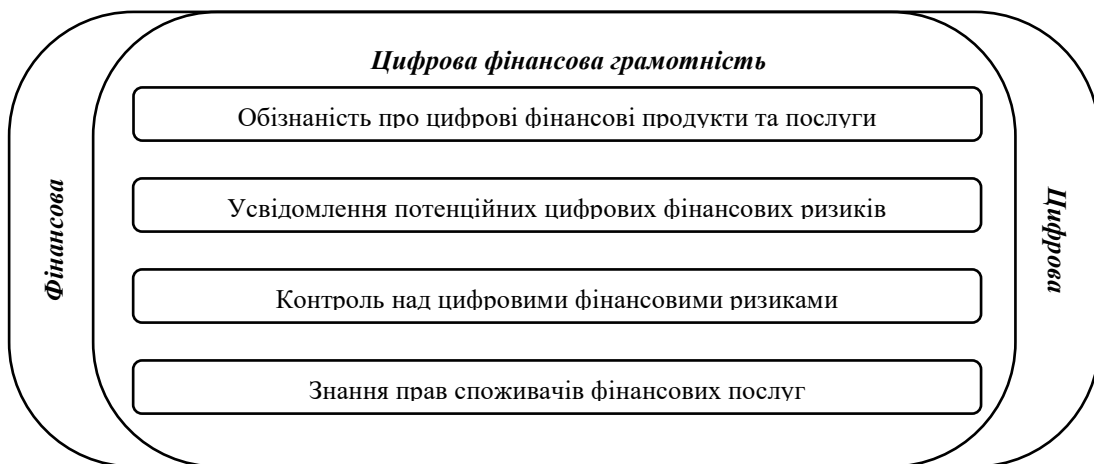 Цифрова фінансова грамотність
Обізнаність про цифрові фінансові продукти та послуги
Усвідомлення потенційних цифрових фінансових ризиків
Контроль над цифровими фінансовими ризиками
Знання прав споживачів фінансових послуг
Фінансова
Цифрова